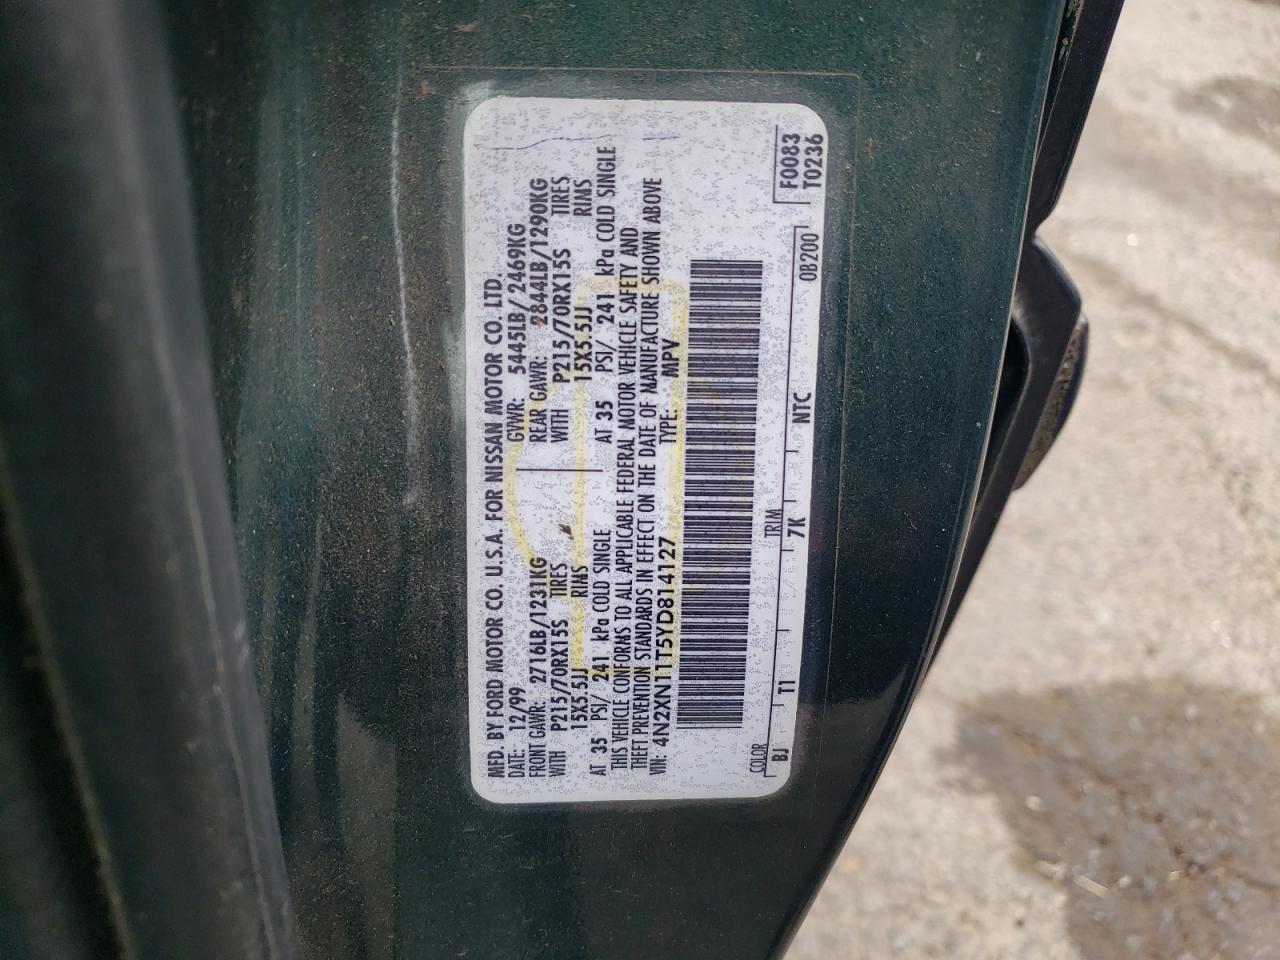 MFD. BY FORD MOTOR CO. U.S.A. FOR NISSAN MOTOR CO. LTD.
DATE: 12/99 GVWR: 5445LB/2469KG
FRONT GAWR: 2716LB/1231KG REAR GAWR: 2844LB/1290KG
WITH P215/70RX15S TIRES WITH P215/70RX15S TIRES
15X5.5JJ RIMS 15X5.5JJ RIMS
AT 35 PSI/ 241 kPa COLD SINGLE AT 35 PSI/ 241 kPa COLD SINGLE
THIS VEHICLE CONFORMS TO ALL APPLICABLE FEDERAL MOTOR VEHICLE SAFETY AND
THEFT PREVENTION STANDARDS IN EFFECT ON THE DATE OF MANUFACTURE SHOWN ABOVE
VIN: 4N2XN11T5YD814127 TYPE: MPV
COLOR TRIM F0083
BJ T1 7K NTC 0B200 T0236